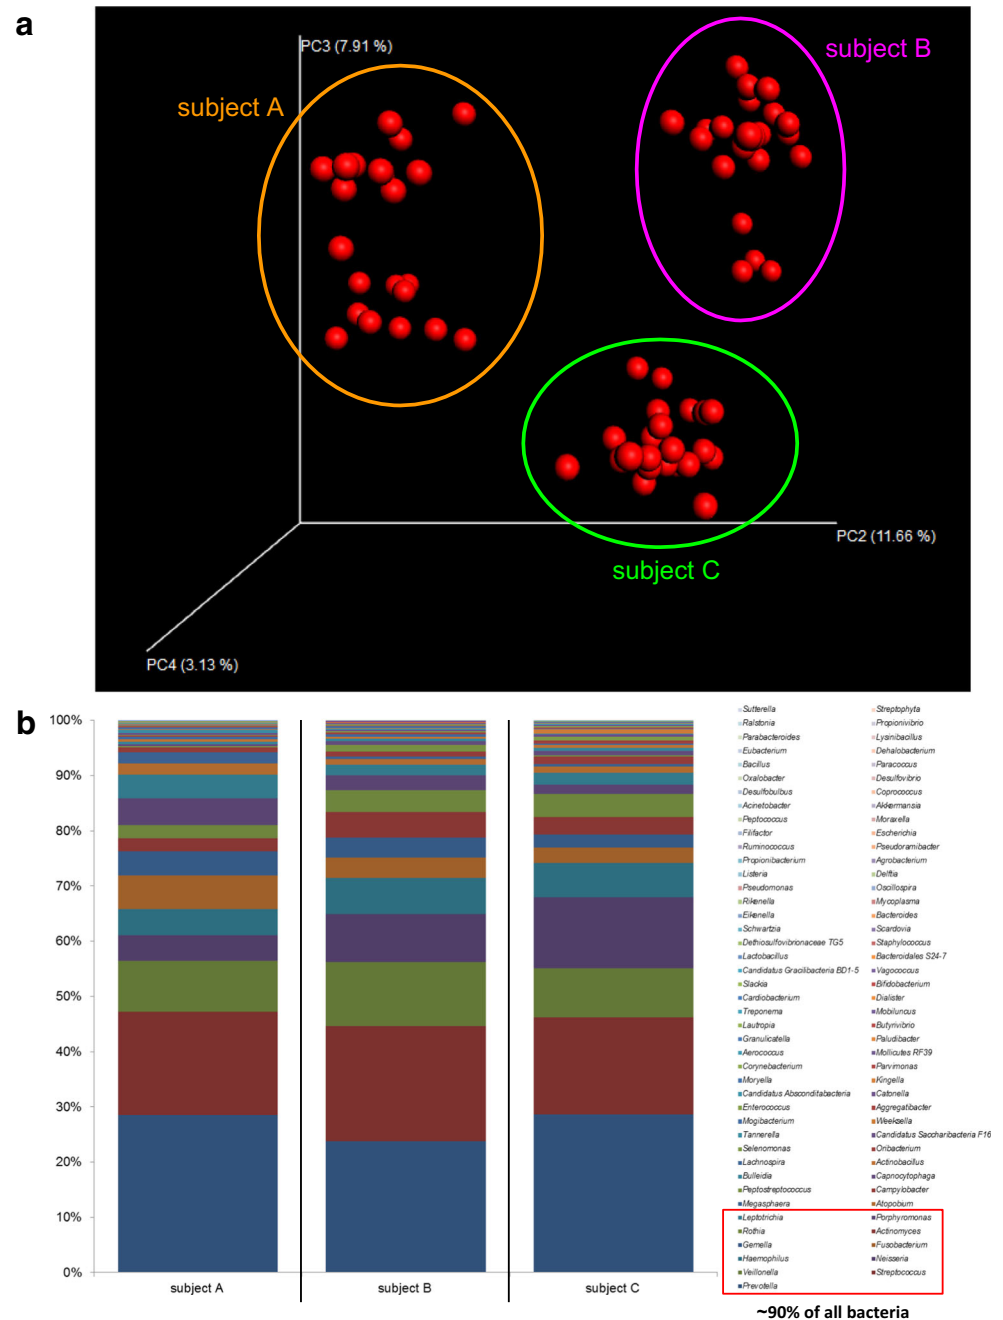 a
PC3 (7.91 %)
subject B
subject A
PC2 (11.66 %)
subject C
PC4 (3.13 %)
b
100%
90%
80%
70%
60%
50%
40%
30%
20%
10%
0%
subject A
subject B
subject C
Sutterella Streptophyta
Ralstonia Propionivibrio
Parabacteroides Lysinibacillus
Eubacterium Dehalobacterium
Bacillus Paracoccus
Oxalobacter Desulfovibrio
Desulfobulbus Coprococcus
Acinetobacter Akkermansia
Peptococcus Moraxella
Filifactor Escherichia
Ruminococcus Pseudoramibacter
Propionibacterium Agrobacterium
Listeria Delftia
Pseudomonas Oscillospira
Rikenella Mycoplasma
Eikenella Bacteroides
Schwartzia Scardovia
Dethiosulfovibrionaceae TG5 Staphylococcus
Lactobacillus Bacteroidales S24-7
Candidatus Gracilibacteria BD1-5 Vagococcus
Slackia Bifidobacterium
Cardiobacterium Dialister
Treponema Mobiluncus
Lautropia Butyrivibrio
Granulicatella Paludibacter
Aerococcus Mollicutes RF39
Corynebacterium Parvimonas
Moryella Kingella
Candidatus Absconditabacteria Catonella
Enterococcus Aggregatibacter
Mogibacterium Weeksella
Tannerella Candidatus Saccharibacteria F16
Selenomonas Oribacterium
Lachnospira Actinobacillus
Bulleidia Capnocytophaga
Peptostreptococcus Campylobacter
Megasphaera Atopobium
Leptotrichia Porphyromonas
Rothia Actinomyces
Gemella Fusobacterium
Haemophilus Neisseria
Veillonella Streptococcus
Prevotella
~90% of all bacteria